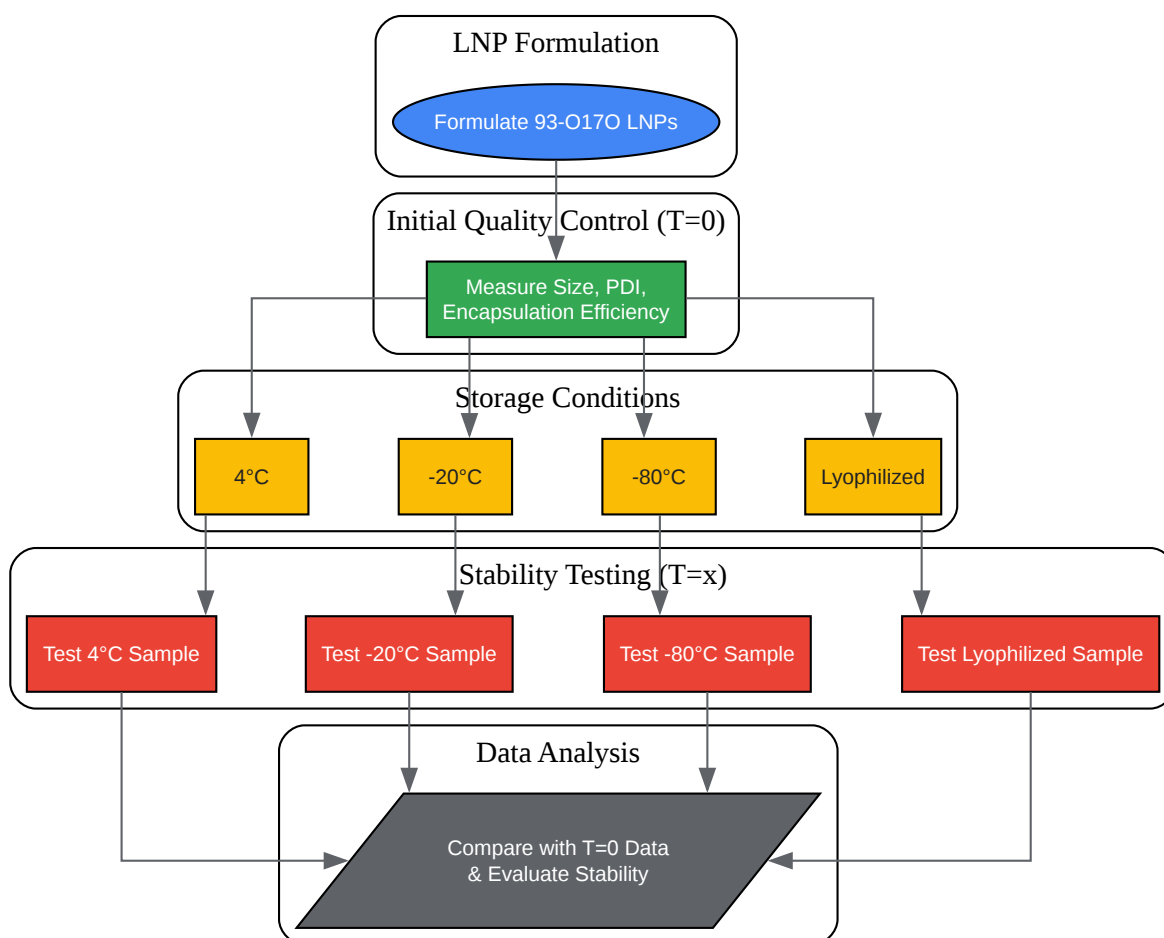 LNP Formulation
Formulate 93-O17O LNPs
Initial Quality Control (T=0)
Measure Size, PDI,
Encapsulation Efficiency
Storage Conditions
4°C
-20°C
-80°C
Lyophilized
Stability Testing (T=x)
Test 4°C Sample
Test -20°C Sample
Test -80°C Sample
Test Lyophilized Sample
Data Analysis
Compare with T=0 Data
& Evaluate Stability